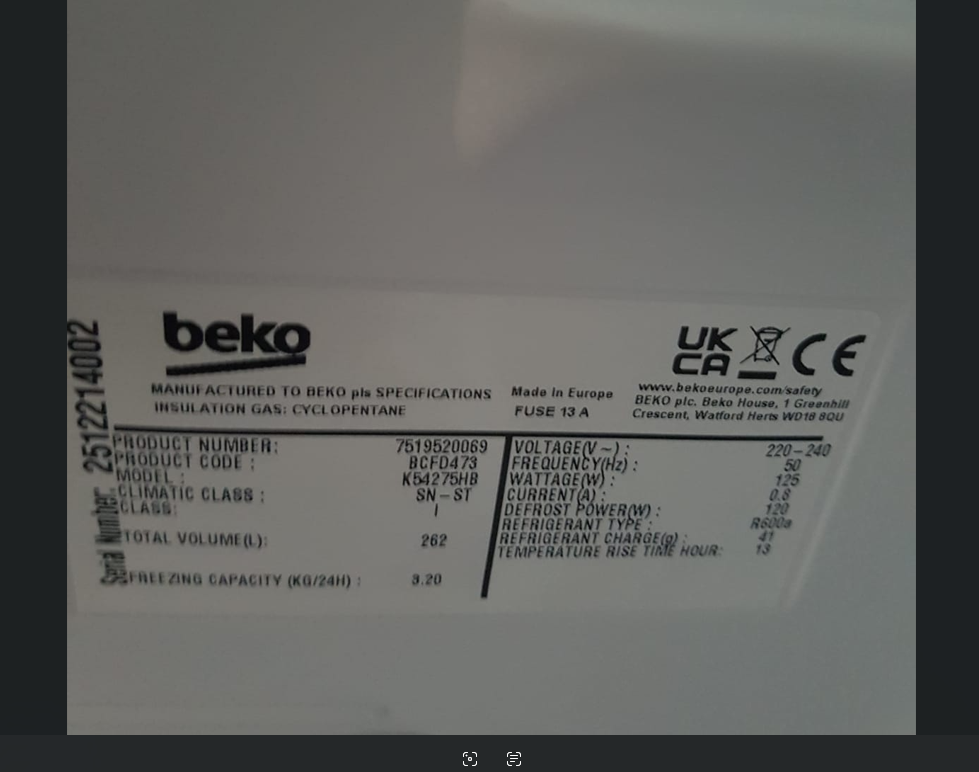 beko
UK
CA
CE
MANUFACTURED TO BEKO pls SPECIFICATIONS
INSULATION GAS: CYCLOPENTANE
Made in Europe
FUSE 13 A
www.bekoeurope.com/safety
BEKO plc. Beko House, 1 Greenhill
Crescent, Watford Herts WD18 8QU
Serial Number: 2512214002
PRODUCT NUMBER: 7519520069
PRODUCT CODE : BCFD473
MODEL : K54275HB
CLIMATIC CLASS : SN-ST
CLASS: I
TOTAL VOLUME(L): 262
FREEZING CAPACITY (KG/24H) : 3.20
VOLTAGE(V ~) : 220-240
FREQUENCY(Hz) : 50
WATTAGE(W) : 125
CURRENT(A) : 0.8
DEFROST POWER(W) : 120
REFRIGERANT TYPE : R600a
REFRIGERANT CHARGE(g) : 41
TEMPERATURE RISE TIME HOUR: 13